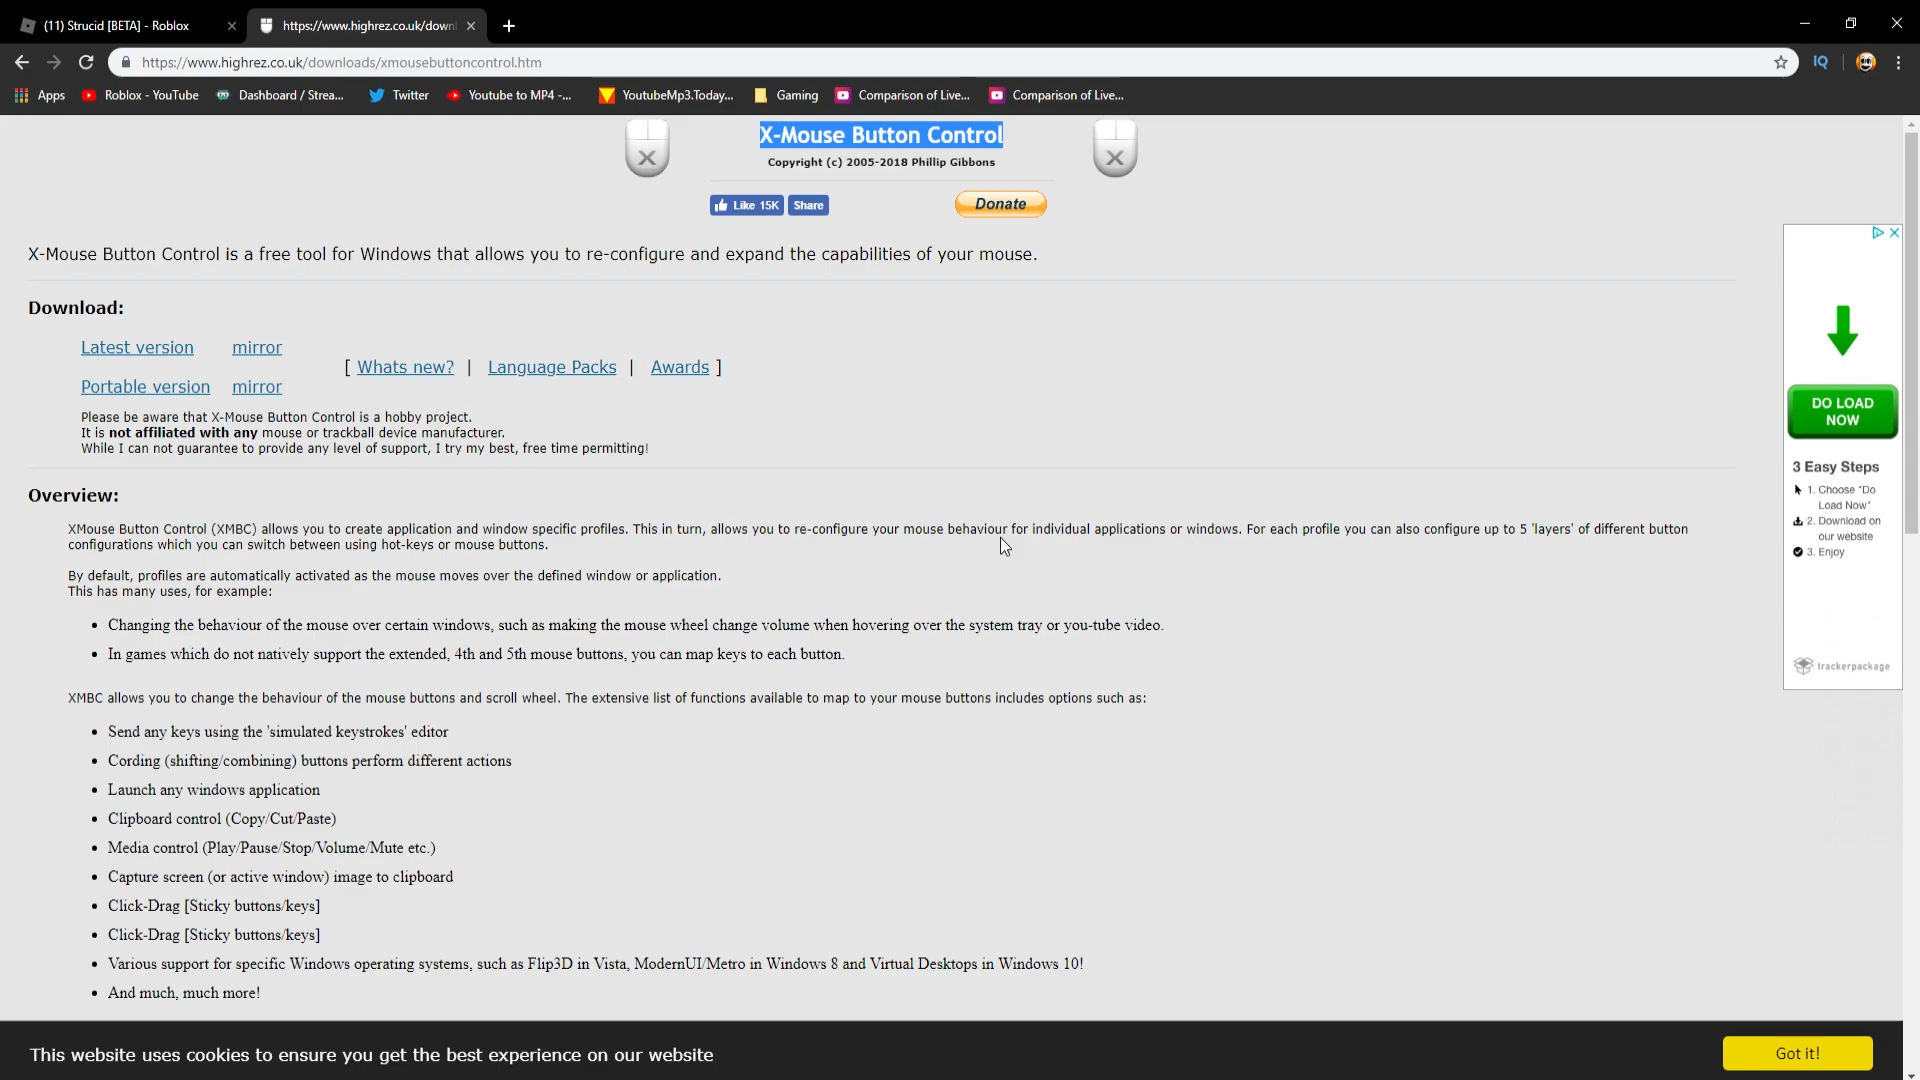 (11) Strucid [BETA] - Roblox
https://www.highrez.co.uk/downl
https://www.highrez.co.uk/downloads/xmousebuttoncontrol.htm
IQ
Apps
Roblox - YouTube
Dashboard / Strea...
Twitter
Youtube to MP4 -...
YoutubeMp3.Today...
Gaming
Comparison of Live...
Comparison of Live...
X-Mouse Button Control
Copyright (c) 2005-2018 Phillip Gibbons
Like 15K
Share
Donate
X-Mouse Button Control is a free tool for Windows that allows you to re-configure and expand the capabilities of your mouse.
Download:
Latest version mirror
[ Whats new? | Language Packs | Awards ]
Portable version mirror
Please be aware that X-Mouse Button Control is a hobby project.
It is not affiliated with any mouse or trackball device manufacturer.
While I can not guarantee to provide any level of support, I try my best, free time permitting!
Overview:
XMouse Button Control (XMBC) allows you to create application and window specific profiles. This in turn, allows you to re-configure your mouse behaviour for individual applications or windows. For each profile you can also configure up to 5 'layers' of different button
configurations which you can switch between using hot-keys or mouse buttons.
By default, profiles are automatically activated as the mouse moves over the defined window or application.
This has many uses, for example:
• Changing the behaviour of the mouse over certain windows, such as making the mouse wheel change volume when hovering over the system tray or you-tube video.
• In games which do not natively support the extended, 4th and 5th mouse buttons, you can map keys to each button.
XMBC allows you to change the behaviour of the mouse buttons and scroll wheel. The extensive list of functions available to map to your mouse buttons includes options such as:
• Send any keys using the 'simulated keystrokes' editor
• Cording (shifting/combining) buttons perform different actions
• Launch any windows application
• Clipboard control (Copy/Cut/Paste)
• Media control (Play/Pause/Stop/Volume/Mute etc.)
• Capture screen (or active window) image to clipboard
• Click-Drag [Sticky buttons/keys]
• Click-Drag [Sticky buttons/keys]
• Various support for specific Windows operating systems, such as Flip3D in Vista, ModernUI/Metro in Windows 8 and Virtual Desktops in Windows 10!
• And much, much more!
DO LOAD
NOW
3 Easy Steps
1. Choose "Do
Load Now"
2. Download on
our website
3. Enjoy
trackerpackage
This website uses cookies to ensure you get the best experience on our website
Got it!